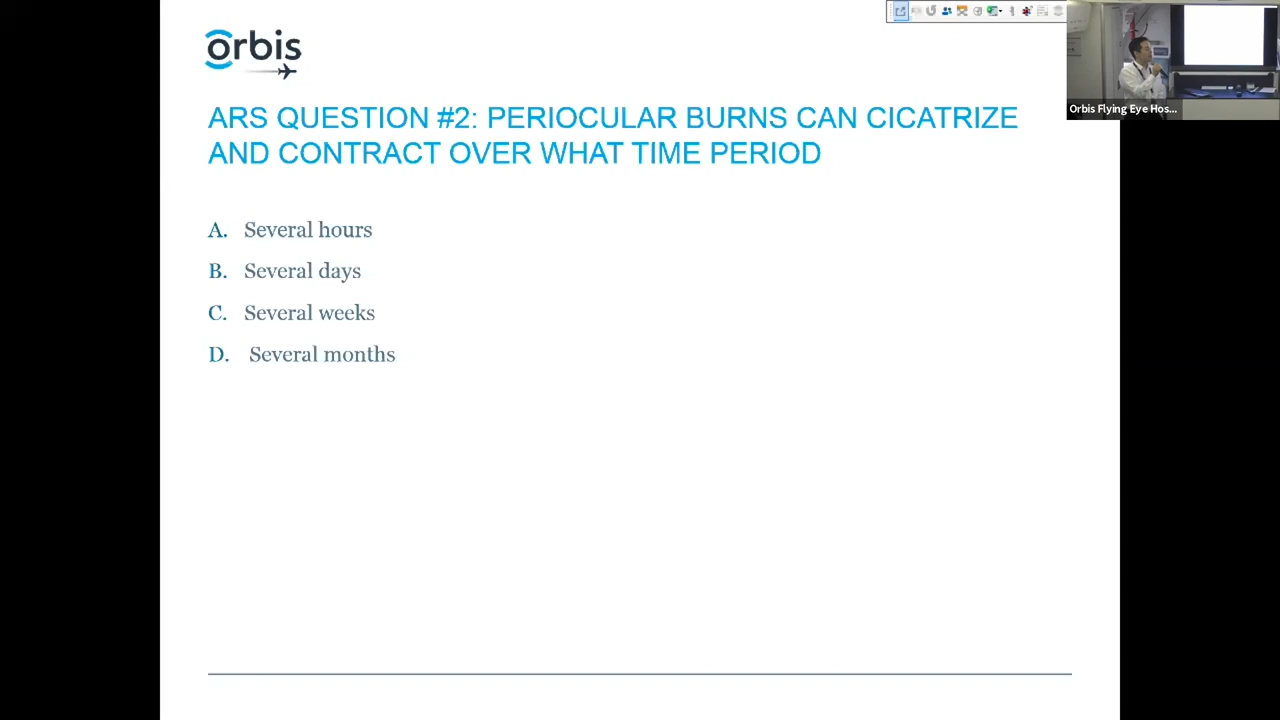 orbis
ARS QUESTION #2: PERIOCULAR BURNS CAN CICATRIZE
AND CONTRACT OVER WHAT TIME PERIOD
A. Several hours
B. Several days
C. Several weeks
D. Several months
Orbis Flying Eye Hos...